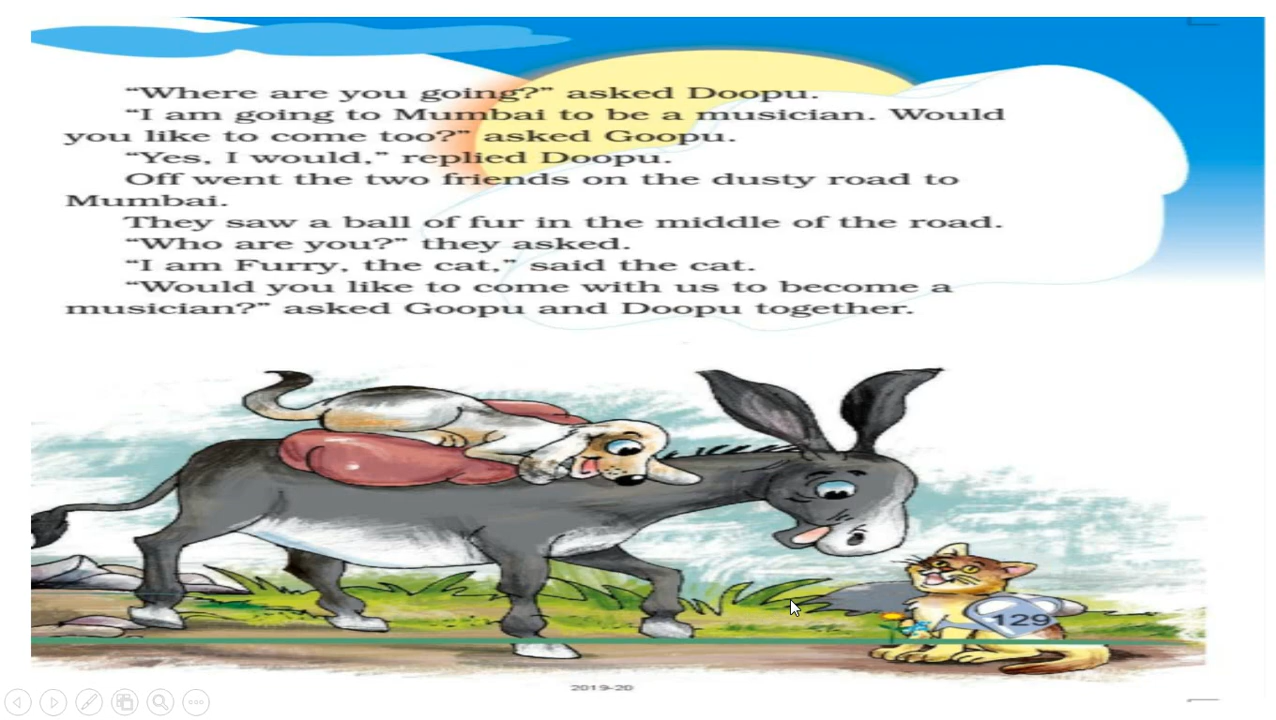 “Where are you going?” asked Doopu.
“I am going to Mumbai to be a musician. Would
you like to come too?” asked Goopu.
“Yes, I would,” replied Doopu.
Off went the two friends on the dusty road to
Mumbai.
They saw a ball of fur in the middle of the road.
“Who are you?” they asked.
“I am Furry, the cat,” said the cat.
“Would you like to come with us to become a
musician?” asked Goopu and Doopu together.
129
2019-20